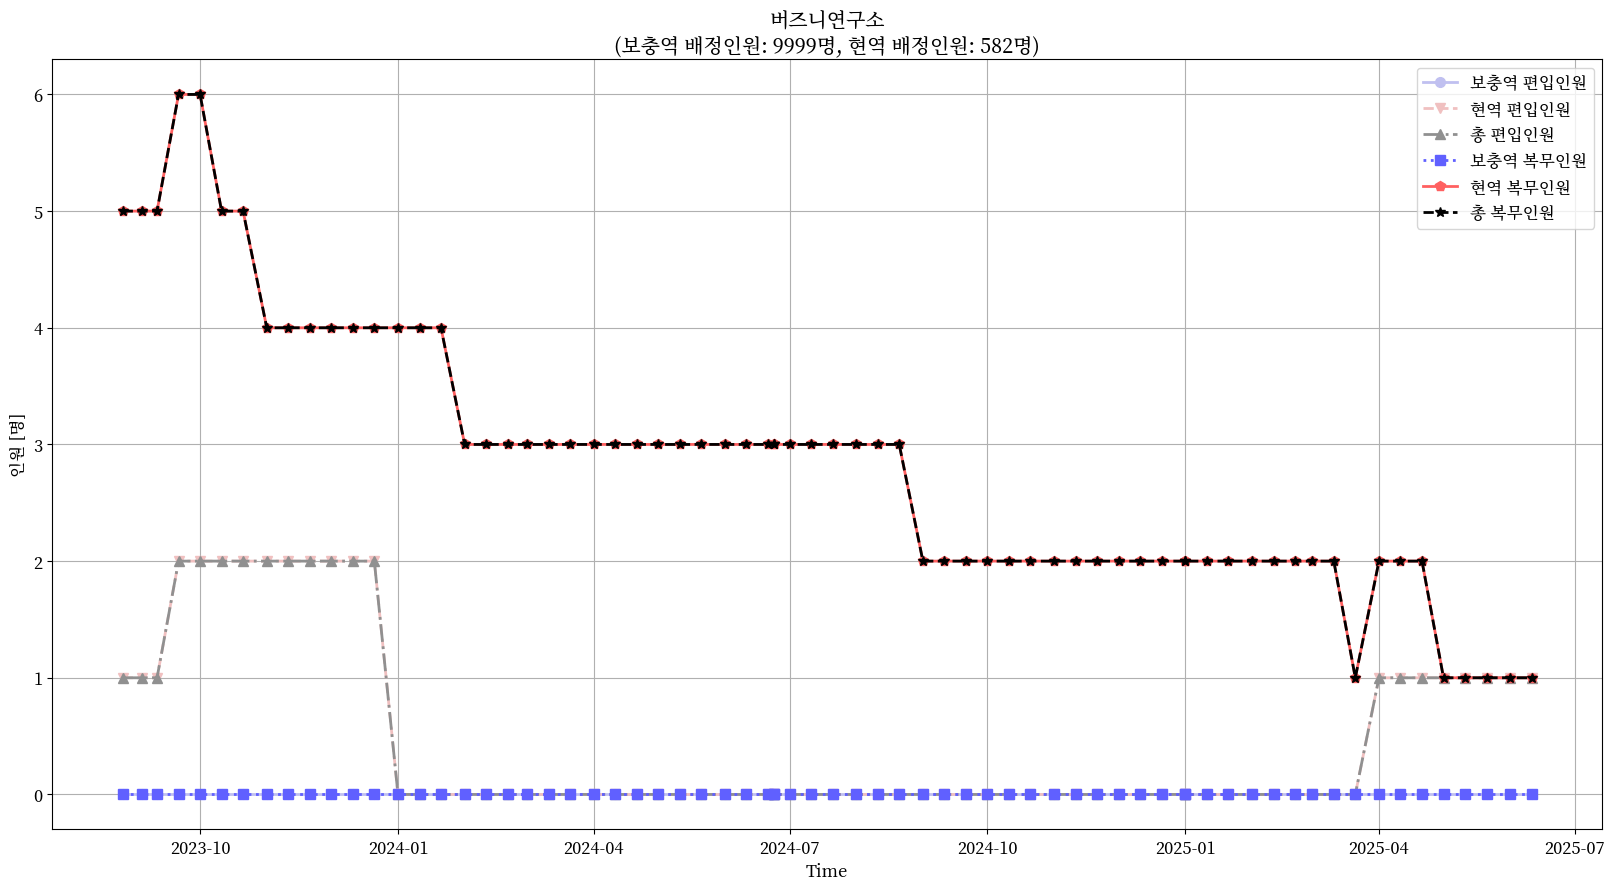 버즈니연구소
(보충역 배정인원: 9999명, 현역 배정인원: 582명)
보충역 편입인원
현역 편입인원
총 편입인원
보충역 복무인원
현역 복무인원
총 복무인원
인원 [명]
6
5
4
3
2
1
0
2023-10
2024-01
2024-04
2024-07
2024-10
2025-01
2025-04
2025-07
Time